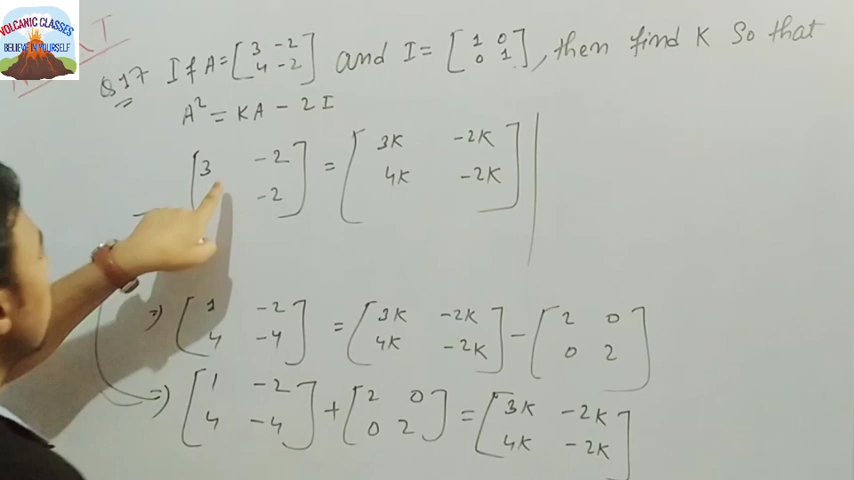 VOLCANIC CLASSES
BELIEVE IN YOURSELF
Q17 If A = [3 -2] and I = [1 0], then find K So that
[4 -2] [0 1]
A² = KA - 2I
[3 -2] = [3K -2K]
[-2] [4K -2K]
=> [1 -2] = [3K -2K] - [2 0]
[4 -4] [4K -2K] [0 2]
=> [1 -2] + [2 0] = [3K -2K]
[4 -4] [0 2] [4K -2K]